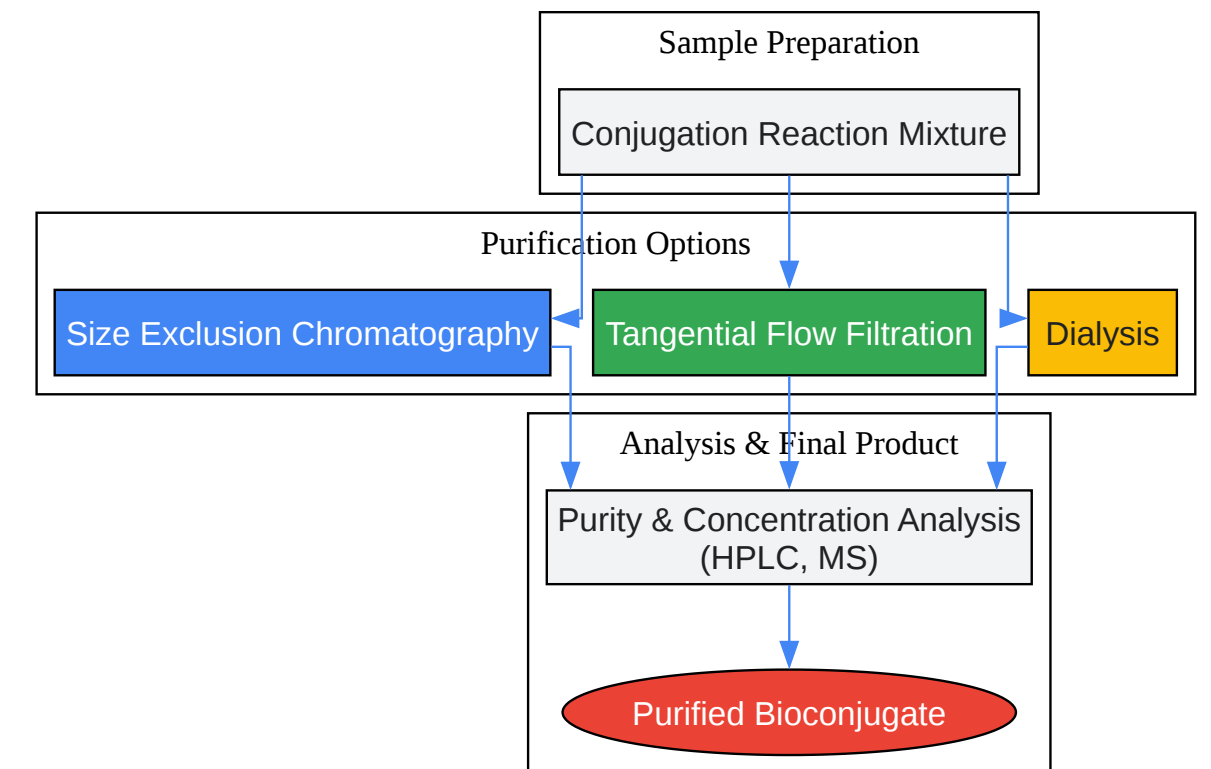 Sample Preparation
Conjugation Reaction Mixture
Purification Options
Size Exclusion Chromatography
Tangential Flow Filtration
Dialysis
Analysis & Final Product
Purity & Concentration Analysis
(HPLC, MS)
Purified Bioconjugate